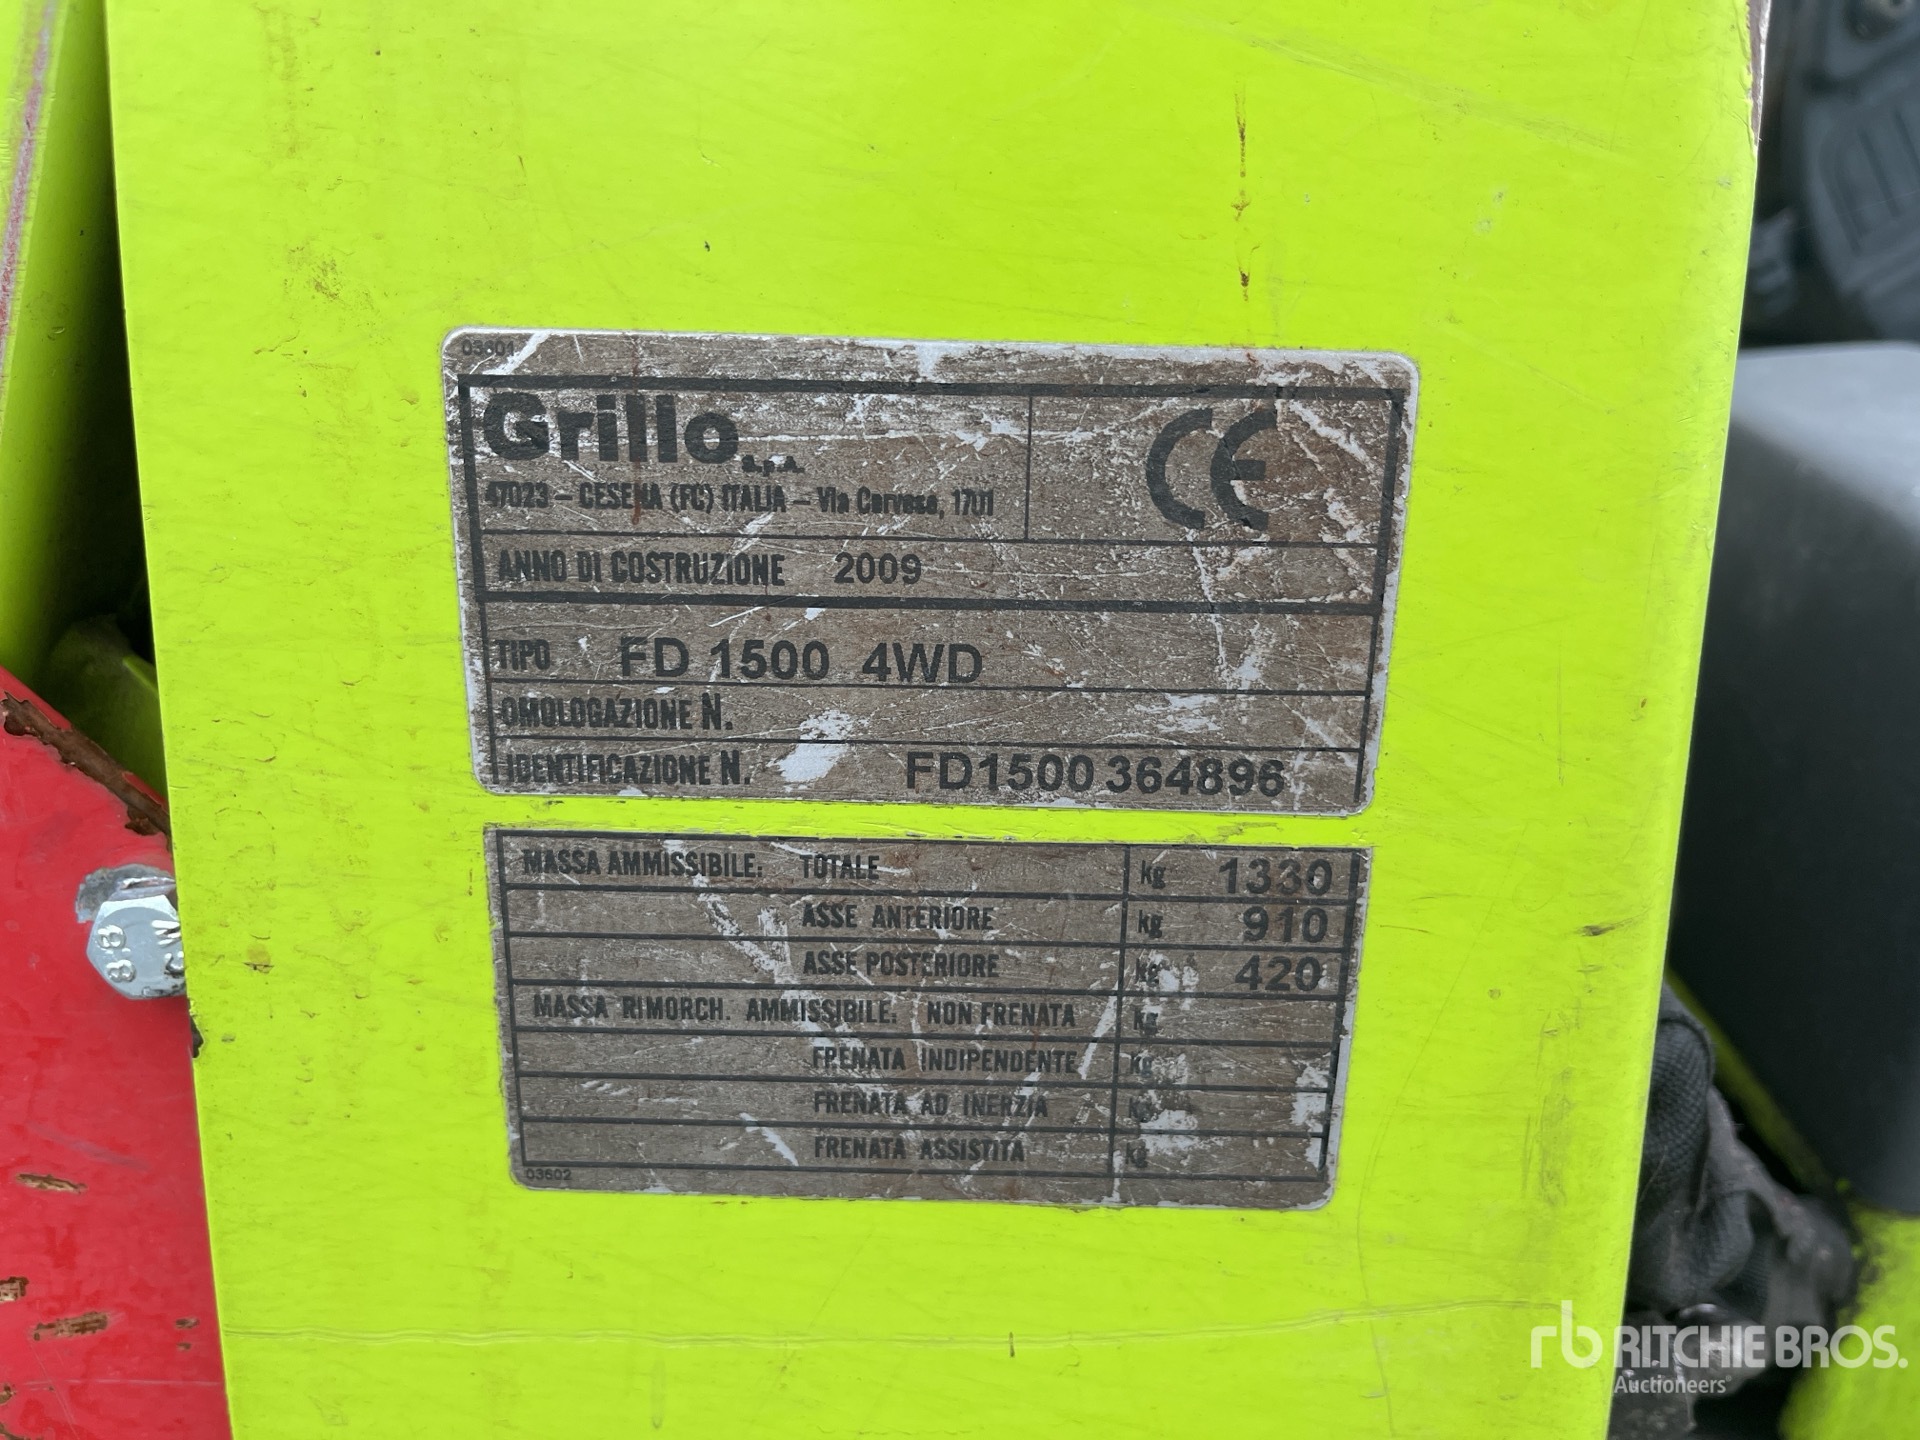 03601
Grillo S.p.A.
47023 - CESENA (FC) ITALIA - Via Cervese, 1701
CE
ANNO DI COSTRUZIONE 2009
TIPO FD 1500 4WD
OMOLOGAZIONE N.
IDENTIFICAZIONE N. FD1500 364896
MASSA AMMISSIBILE: TOTALE kg 1330
ASSE ANTERIORE kg 910
ASSE POSTERIORE kg 420
MASSA RIMORCH. AMMISSIBILE: NON FRENATA kg
FRENATA INDIPENDENTE kg
FRENATA AD INERZIA kg
FRENATA ASSISTITA kg
03602
8.8
rb RITCHIE BROS.
Auctioneers